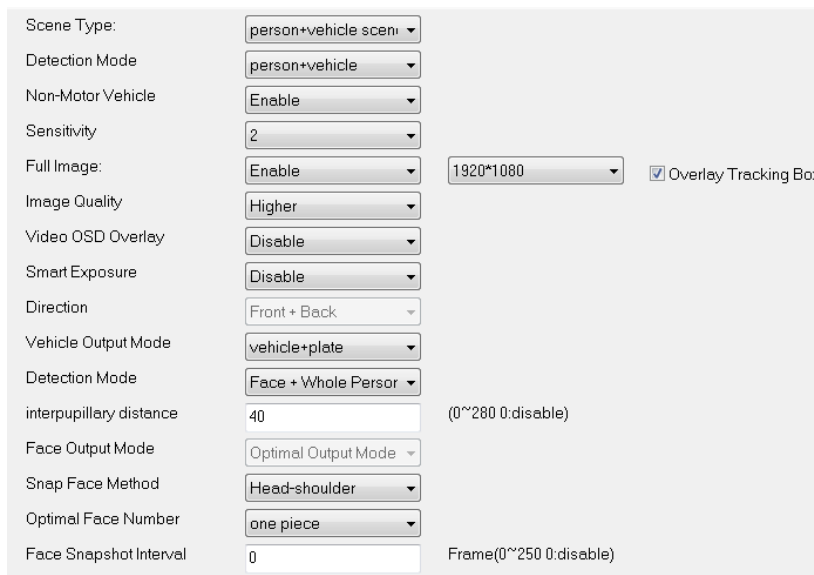 Scene Type: person+vehicle scen
Detection Mode person+vehicle
Non-Motor Vehicle Enable
Sensitivity 2
Full Image: Enable 1920*1080 Overlay Tracking Bo
Image Quality Higher
Video OSD Overlay Disable
Smart Exposure Disable
Direction Front + Back
Vehicle Output Mode vehicle+plate
Detection Mode Face + Whole Person
interpupillary distance 40 (0~280 0:disable)
Face Output Mode Optimal Output Mode
Snap Face Method Head-shoulder
Optimal Face Number one piece
Face Snapshot Interval 0 Frame(0~250 0:disable)